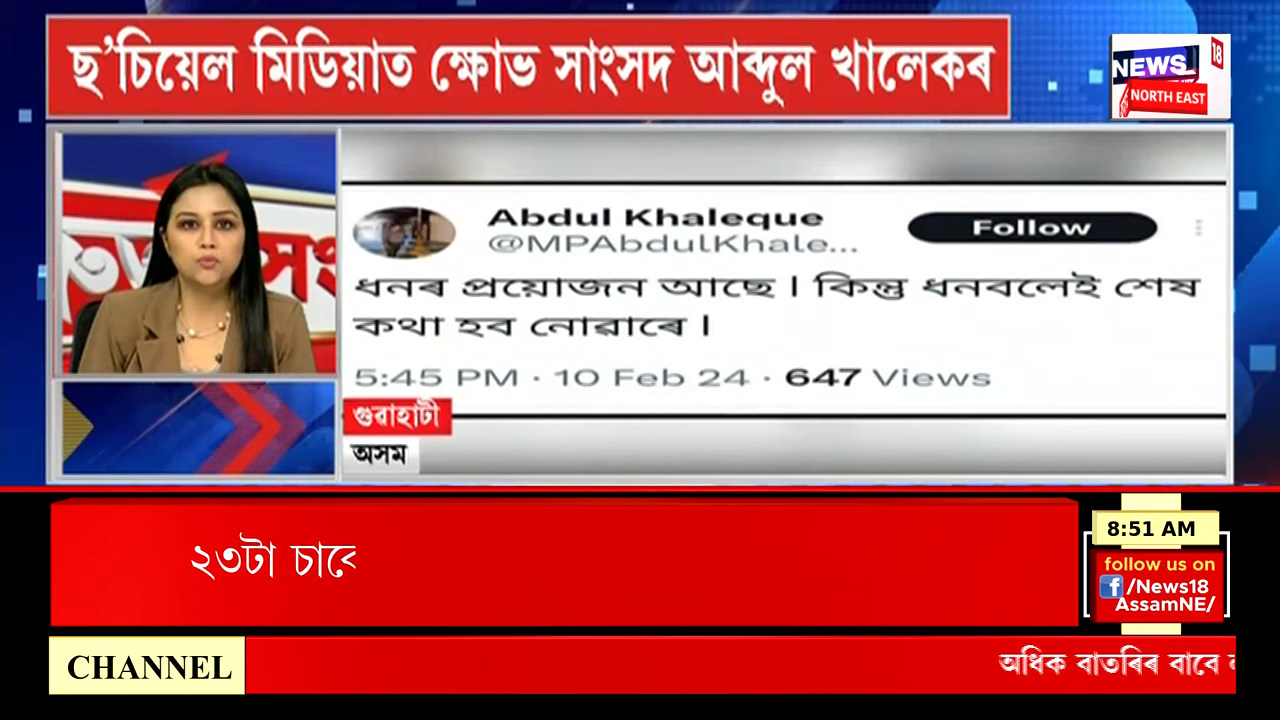 ছ'চিয়েল মিডিয়াত ক্ষোভ সাংসদ আব্দুল খালেকৰ
NEWS 18
NORTH EAST
Abdul Khaleque
@MPAbdulKhale...
Follow
ধনৰ প্ৰয়োজন আছে। কিন্তু ধনবলেই শেষ
কথা হব নোৱাৰে।
5:45 PM · 10 Feb 24 · 647 Views
গুৱাহাটী
অসম
২৩টা চাবে
8:51 AM
follow us on
/News18
AssamNE/
CHANNEL
অধিক বাতৰিৰ বাবে